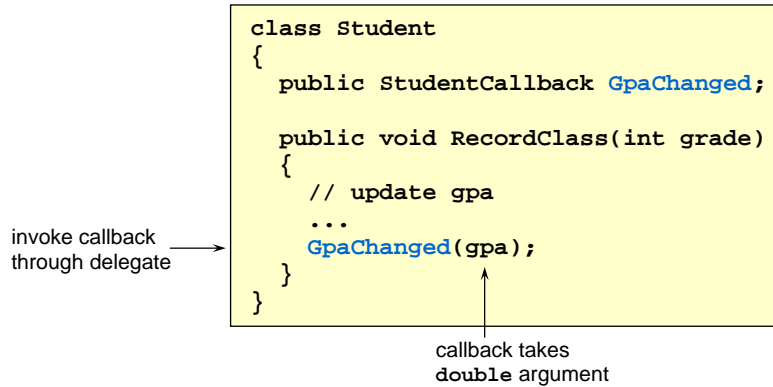 class Student
{
public StudentCallback GpaChanged;
public void RecordClass(int grade)
{
// update gpa
...
GpaChanged(gpa);
}
}
invoke callback
through delegate
callback takes
double argument